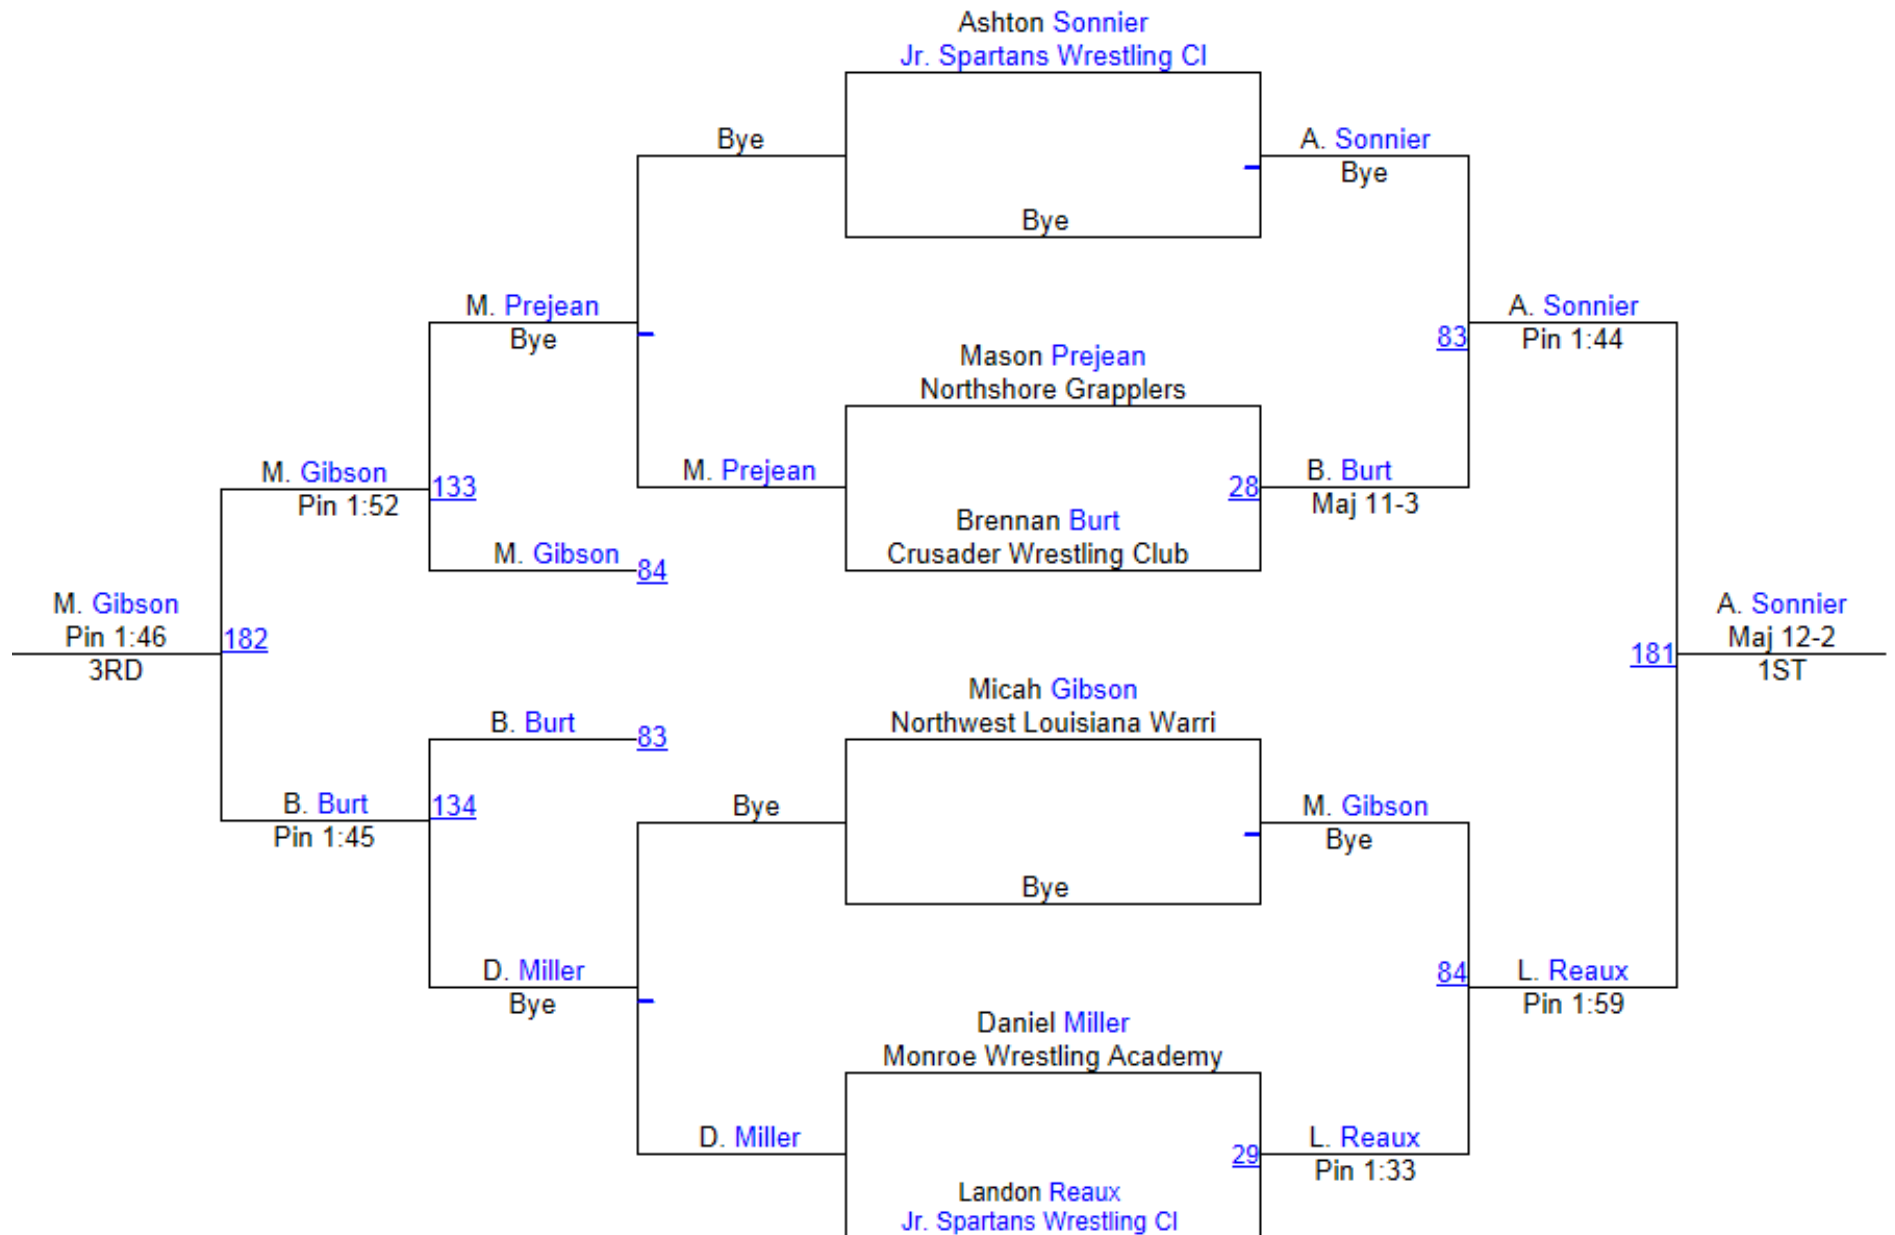 Ashton Sonnier
Jr. Spartans Wrestling Cl
Bye
A. Sonnier
Bye
Bye
M. Prejean
Bye
A. Sonnier
Pin 1:44
83
Mason Prejean
Northshore Grapplers
M. Gibson
Pin 1:52
133
M. Prejean
28
B. Burt
Maj 11-3
Brennan Burt
Crusader Wrestling Club
M. Gibson
84
M. Gibson
Pin 1:46
3RD
182
181
A. Sonnier
Maj 12-2
1ST
Micah Gibson
Northwest Louisiana Warri
B. Burt
83
B. Burt
Pin 1:45
134
Bye
M. Gibson
Bye
Bye
D. Miller
Bye
84
L. Reaux
Pin 1:59
Daniel Miller
Monroe Wrestling Academy
D. Miller
29
L. Reaux
Pin 1:33
Landon Reaux
Jr. Spartans Wrestling Cl